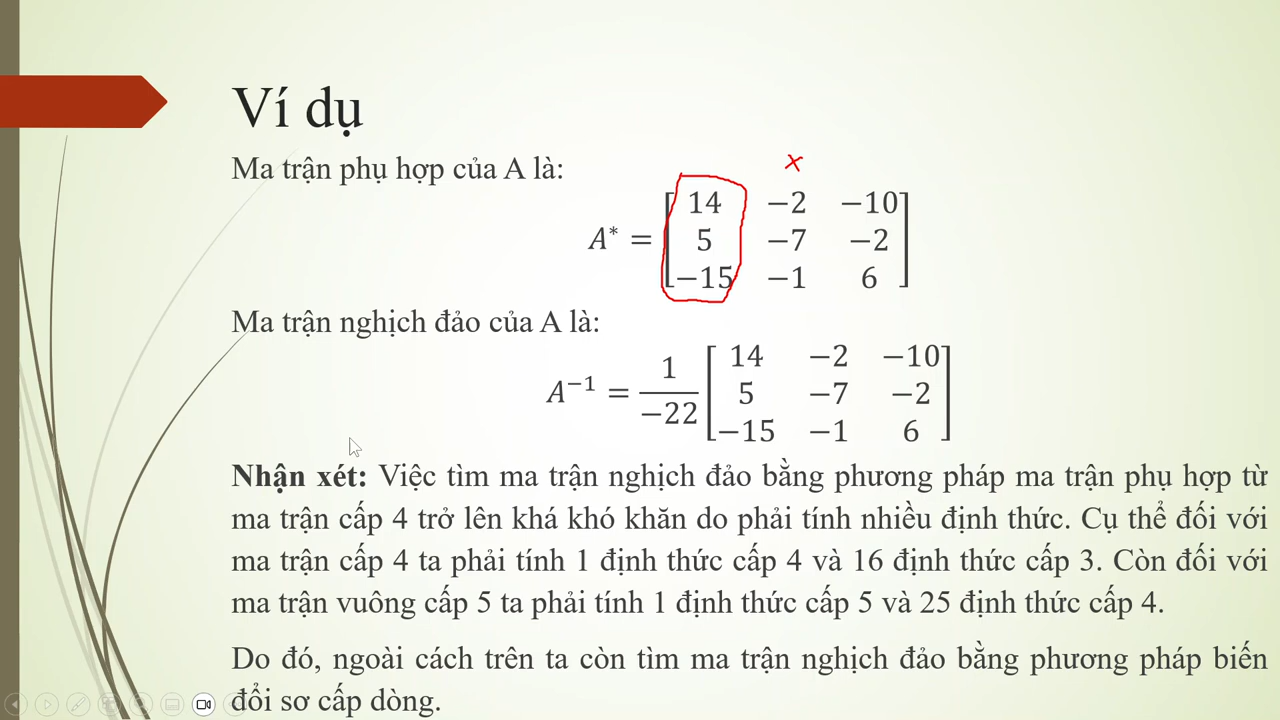 Ví dụ
Ma trận phụ hợp của A là:
x
A* = [ 14 −2 −10
5 −7 −2
−15 −1 6 ]
Ma trận nghịch đảo của A là:
A⁻¹ = 1/−22 [ 14 −2 −10
5 −7 −2
−15 −1 6 ]
Nhận xét: Việc tìm ma trận nghịch đảo bằng phương pháp ma trận phụ hợp từ
ma trận cấp 4 trở lên khá khó khăn do phải tính nhiều định thức. Cụ thể đối với
ma trận cấp 4 ta phải tính 1 định thức cấp 4 và 16 định thức cấp 3. Còn đối với
ma trận vuông cấp 5 ta phải tính 1 định thức cấp 5 và 25 định thức cấp 4.
Do đó, ngoài cách trên ta còn tìm ma trận nghịch đảo bằng phương pháp biến
đổi sơ cấp dòng.